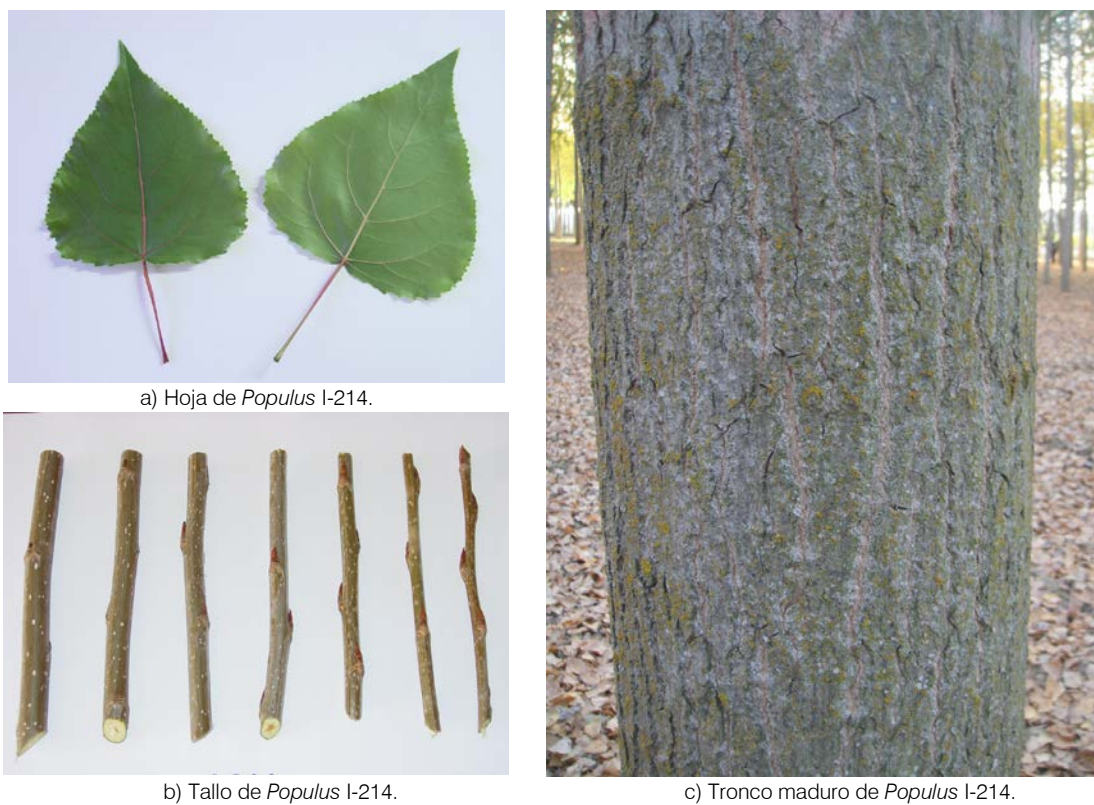 a) Hoja de Populus I-214.
b) Tallo de Populus I-214.
c) Tronco maduro de Populus I-214.